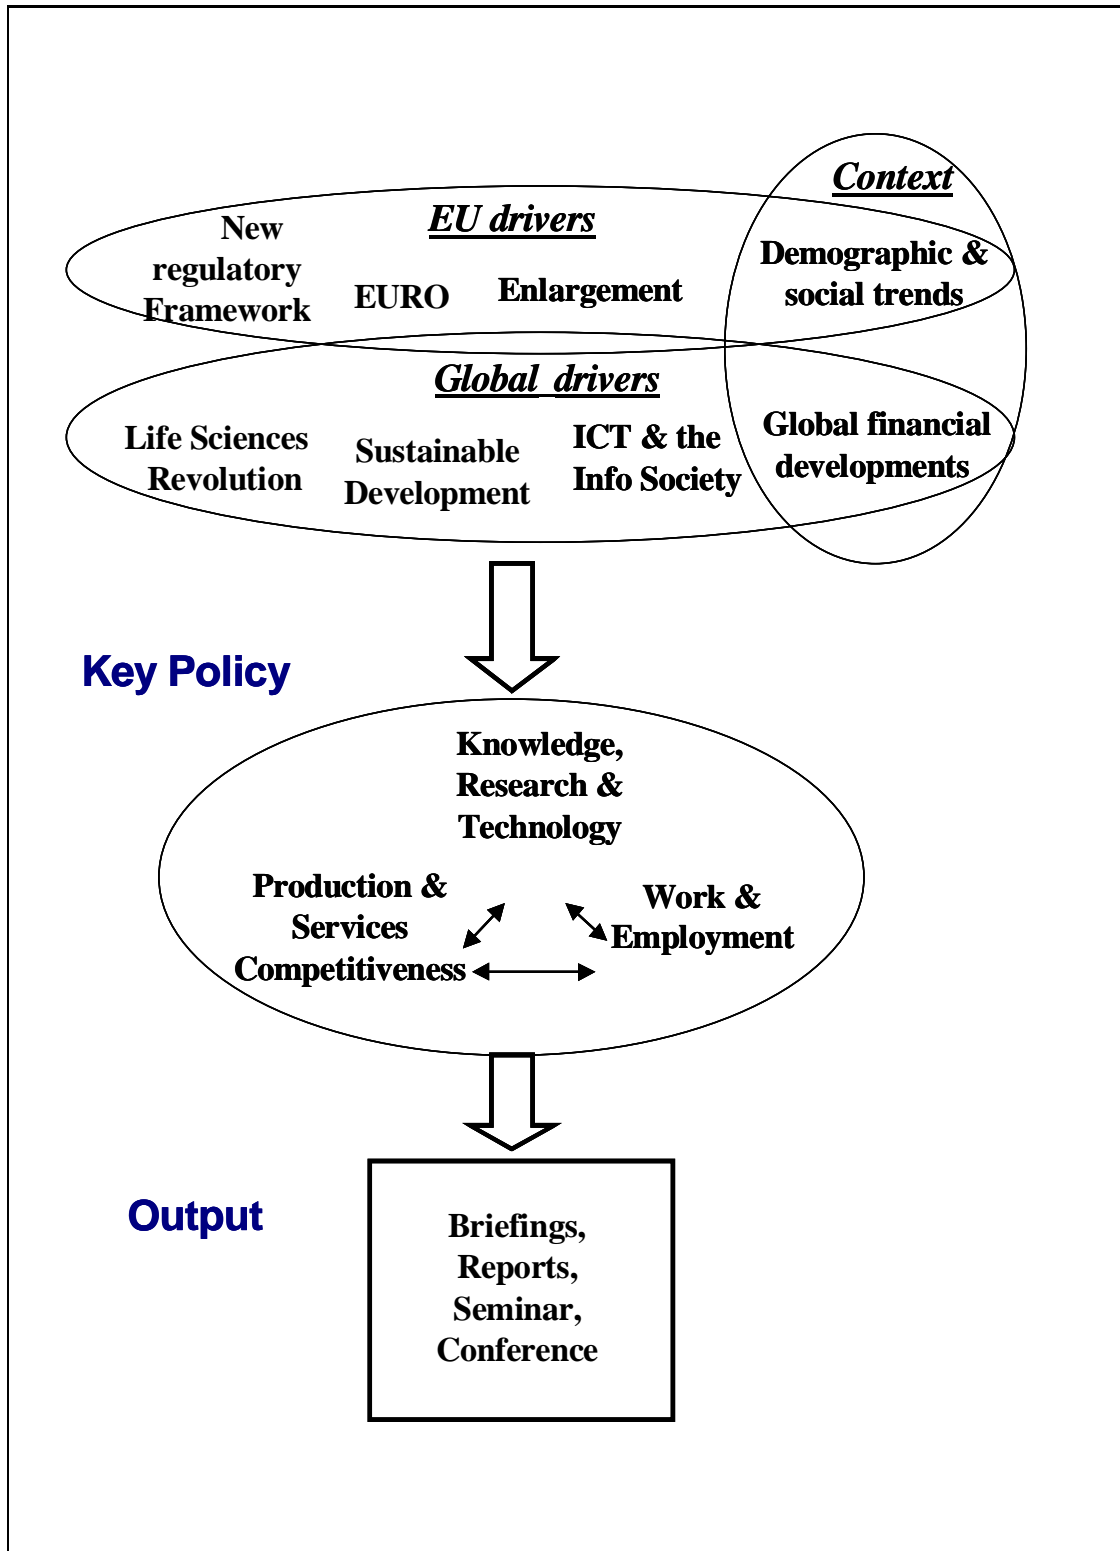 Context
EU drivers
New
regulatory
Framework
EURO
Enlargement
Demographic &
social trends
Global drivers
Life Sciences
Revolution
Sustainable
Development
ICT & the
Info Society
Global financial
developments
Key Policy
Knowledge,
Research &
Technology
Production &
Services
Competitiveness
Work &
Employment
Output
Briefings,
Reports,
Seminar,
Conference